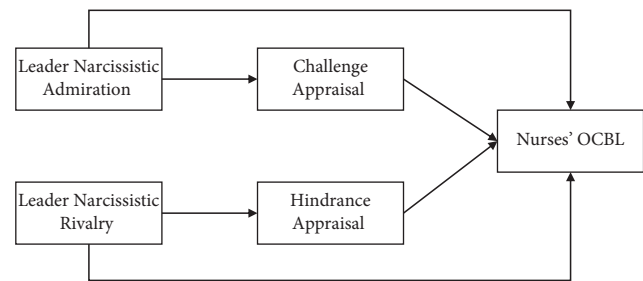 Leader Narcissistic
Admiration
Challenge
Appraisal
Nurses' OCBL
Leader Narcissistic
Rivalry
Hindrance
Appraisal